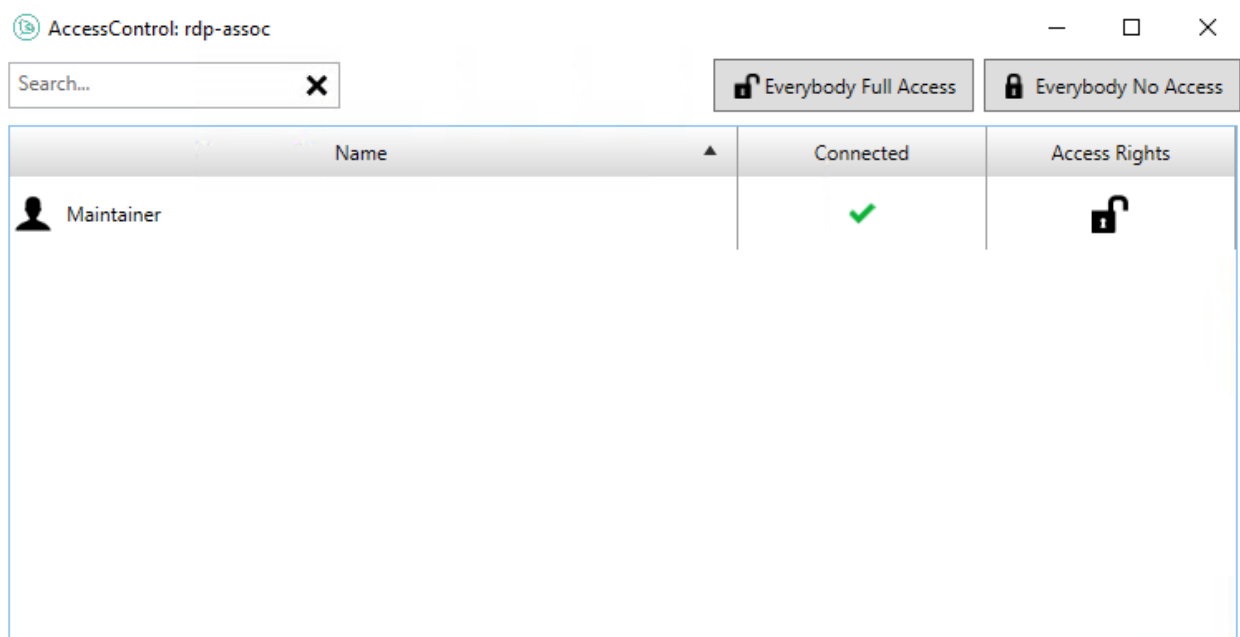 AccessControl: rdp-assoc
Search...
Everybody Full Access
Everybody No Access
Name
Connected
Access Rights
Maintainer